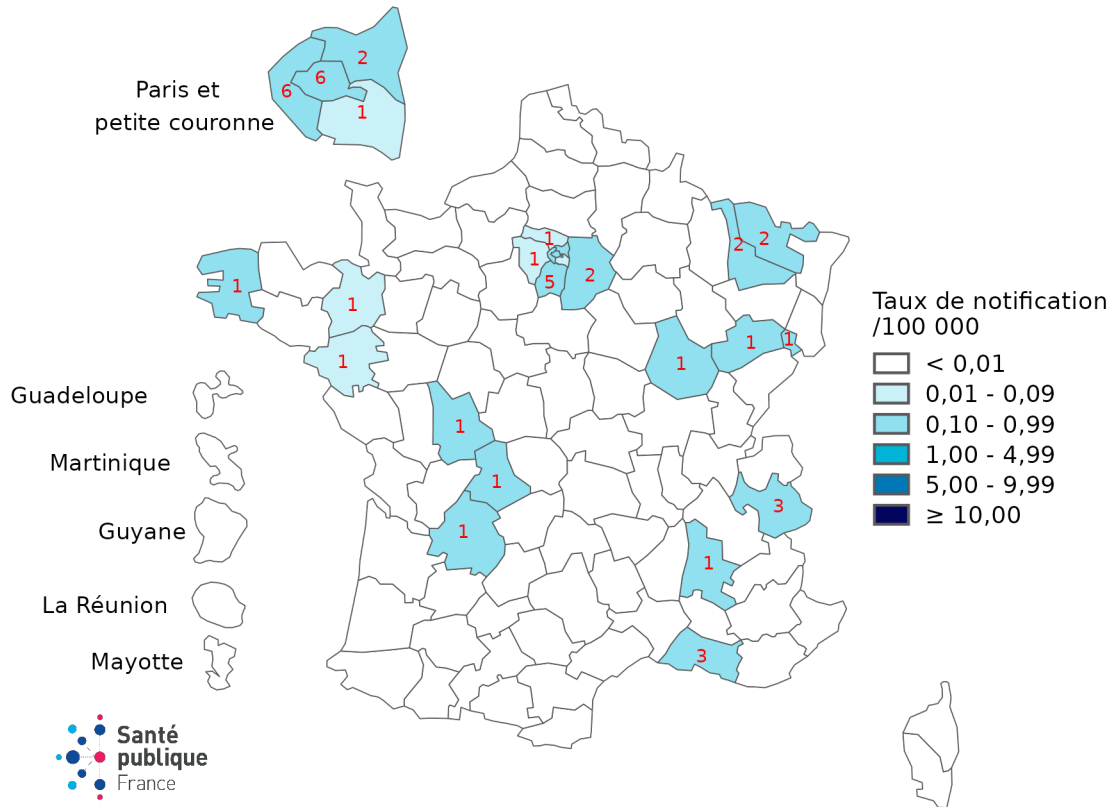 2
6
6
1
Paris et
petite couronne
1
1
5
2
2
2
1
1
1
1
1
1
1
1
1
3
1
3
Guadeloupe
Martinique
Guyane
La Réunion
Mayotte
Taux de notification
/100 000
< 0,01
0,01 - 0,09
0,10 - 0,99
1,00 - 4,99
5,00 - 9,99
≥ 10,00
Santé
publique
France